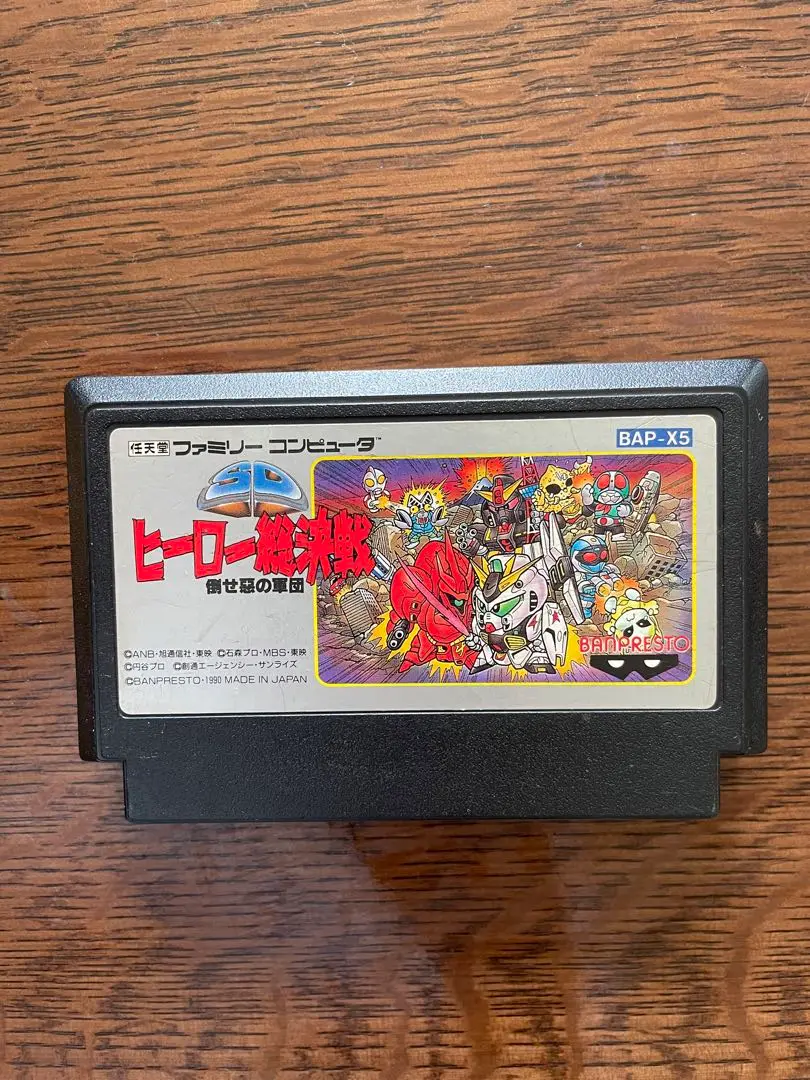 任天堂 ファミリー コンピュータ™
BAP-X5
SD
ヒーロー総決戦
倒せ悪の軍団
©ANB・旭通信社・東映 ©石森プロ・MBS・東映
©円谷プロ ©創通エージェンシー・サンライズ
©BANPRESTO・1990 MADE IN JAPAN
BANPRESTO